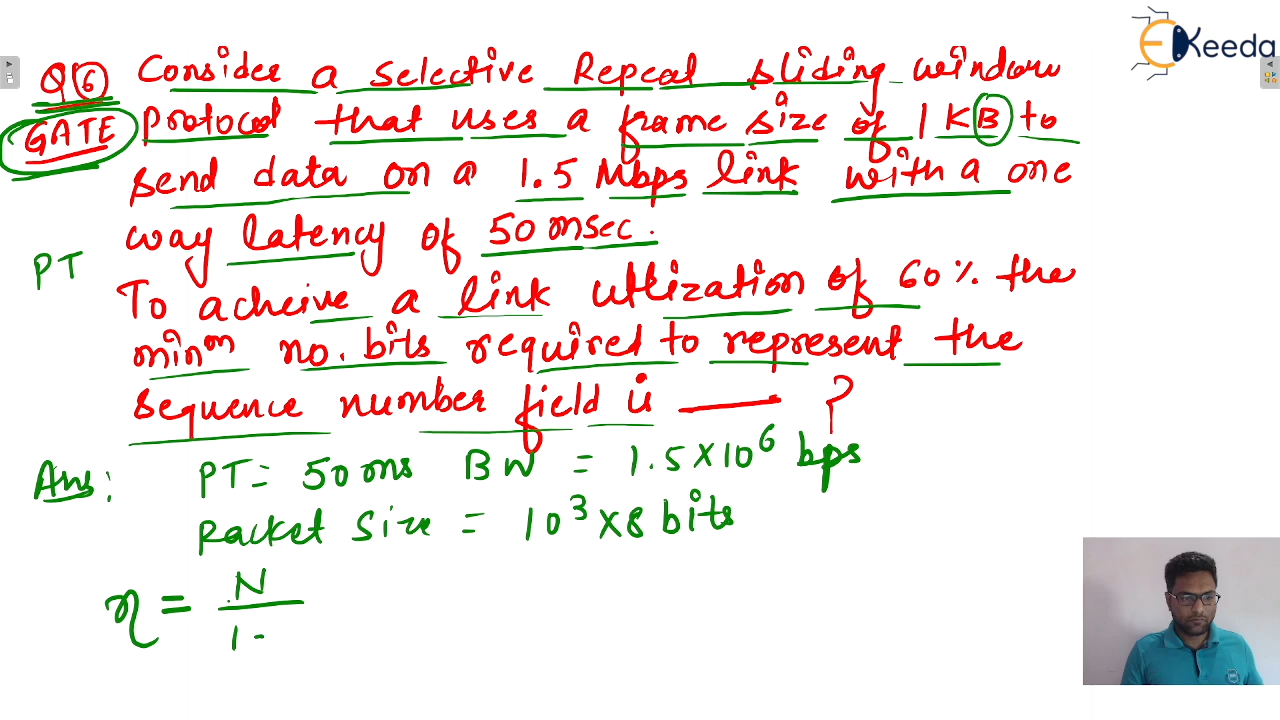 EKeeda
Q6 Consider a Selective Repeat sliding window
GATE protocol that uses a frame size of 1 KB to
send data on a 1.5 Mbps link with a one
way latency of 50 msec.
PT
To acheive a link utilization of 60% the
minm no. bits required to represent the
sequence number field is ___ ?
Ans: PT = 50 ms BW = 1.5 X 10^6 bps
Packet Size = 10^3 X 8 bits
η = N
1 -